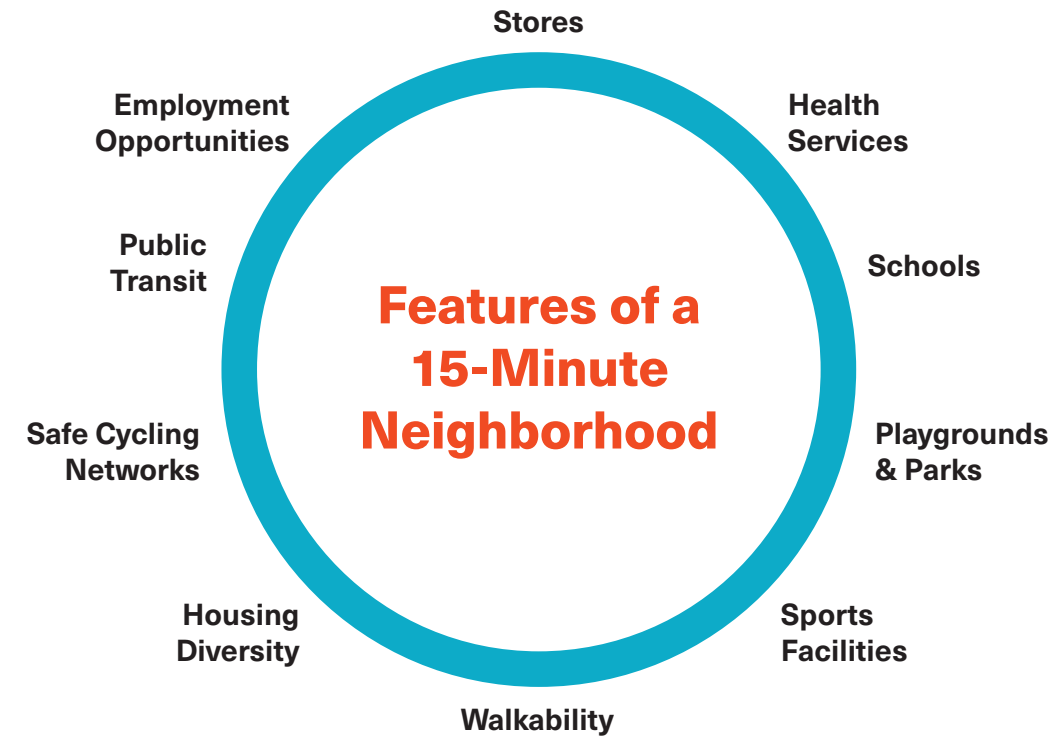 Stores
Health
Services
Schools
Playgrounds
& Parks
Sports
Facilities
Walkability
Housing
Diversity
Safe Cycling
Networks
Public
Transit
Employment
Opportunities
Features of a
15-Minute
Neighborhood